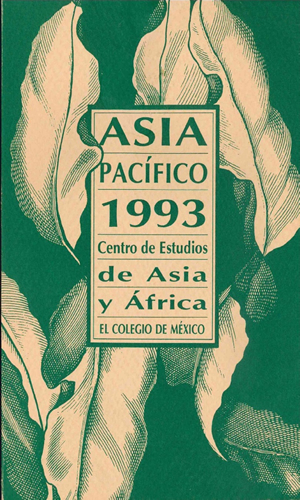 ASIA
PACÍFICO
1993
Centro de Estudios
de Asia
y África
EL COLEGIO DE MÉXICO